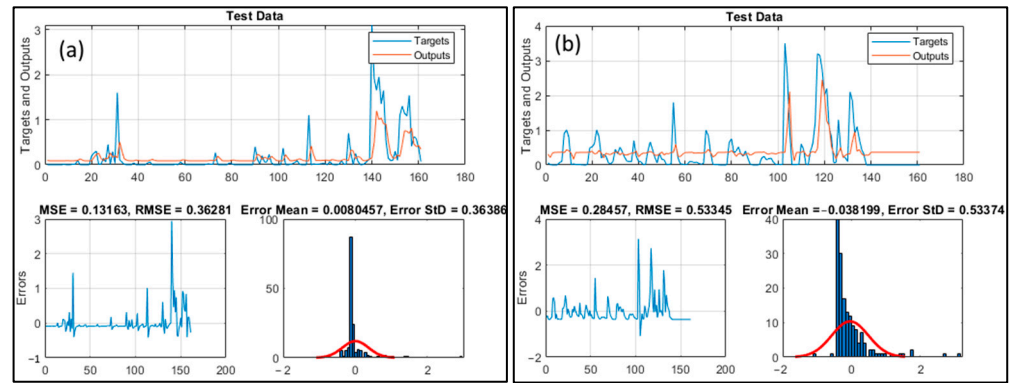 Test Data
(a)
Targets
Outputs
Targets and Outputs
3
2
1
0
0 20 40 60 80 100 120 140 160 180
MSE = 0.13163, RMSE = 0.36281
Errors
3
2
1
0
−1
0 50 100 150 200
Error Mean = 0.0080457, Error StD = 0.36386
100
50
0
−2 0 2
Test Data
(b)
Targets
Outputs
Targets and Outputs
4
3
2
1
0
0 20 40 60 80 100 120 140 160 180
MSE = 0.28457, RMSE = 0.53345
Errors
4
2
0
−2
0 50 100 150 200
Error Mean =−0.038199, Error StD = 0.53374
40
30
20
10
0
−2 0 2